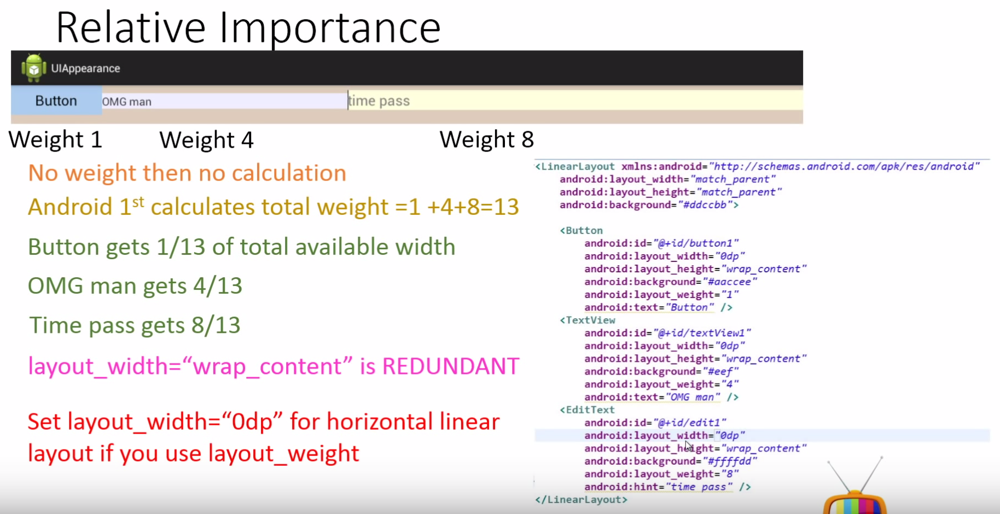 Relative Importance
UIAppearance
Button
OMG man
time pass
Weight 1
Weight 4
Weight 8
No weight then no calculation
Android 1st calculates total weight =1 +4+8=13
Button gets 1/13 of total available width
OMG man gets 4/13
Time pass gets 8/13
layout_width=“wrap_content” is REDUNDANT
Set layout_width=“0dp” for horizontal linear
layout if you use layout_weight
<LinearLayout xmlns:android="http://schemas.android.com/apk/res/android"
android:layout_width="match_parent"
android:layout_height="match_parent"
android:background="#ddccbb">
<Button
android:id="@+id/button1"
android:layout_width="0dp"
android:layout_height="wrap_content"
android:background="#aaccee"
android:layout_weight="1"
android:text="Button" />
<TextView
android:id="@+id/textView1"
android:layout_width="0dp"
android:layout_height="wrap_content"
android:background="#eef"
android:layout_weight="4"
android:text="OMG man" />
<EditText
android:id="@+id/edit1"
android:layout_width="0dp"
android:layout_height="wrap_content"
android:background="#ffffdd"
android:layout_weight="8"
android:hint="time pass" />
</LinearLayout>